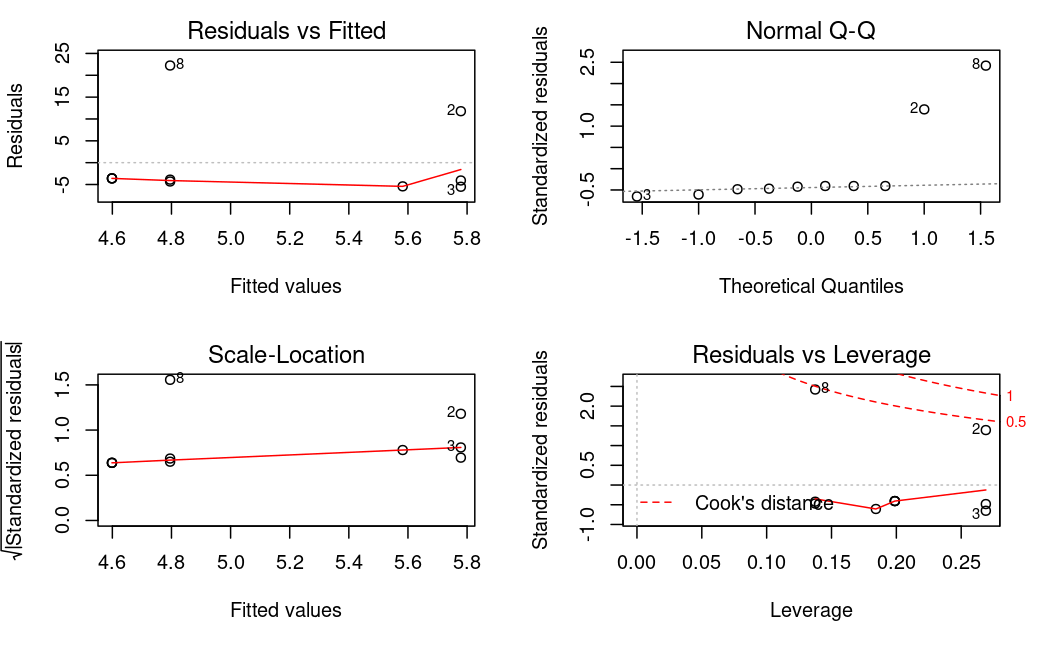 Residuals vs Fitted
Residuals
-5 5 15 25
8
2
3
4.6 4.8 5.0 5.2 5.4 5.6 5.8
Fitted values
Normal Q-Q
Standardized residuals
-0.5 1.0 2.5
8
2
3
-1.5 -1.0 -0.5 0.0 0.5 1.0 1.5
Theoretical Quantiles
Scale-Location
√|Standardized residuals|
0.0 0.5 1.0 1.5
8
2
3
4.6 4.8 5.0 5.2 5.4 5.6 5.8
Fitted values
Residuals vs Leverage
Standardized residuals
-1.0 0.5 2.0
8
1
0.5
2
Cook's distance
3
0.00 0.05 0.10 0.15 0.20 0.25
Leverage